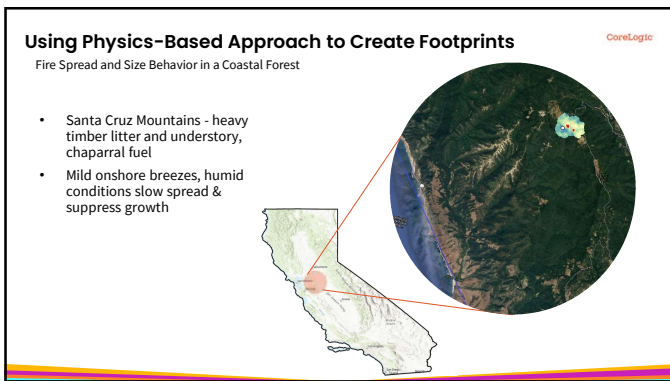 Using Physics-Based Approach to Create Footprints
CoreLogic
Fire Spread and Size Behavior in a Coastal Forest
• Santa Cruz Mountains - heavy
timber litter and understory,
chaparral fuel
• Mild onshore breezes, humid
conditions slow spread &
suppress growth